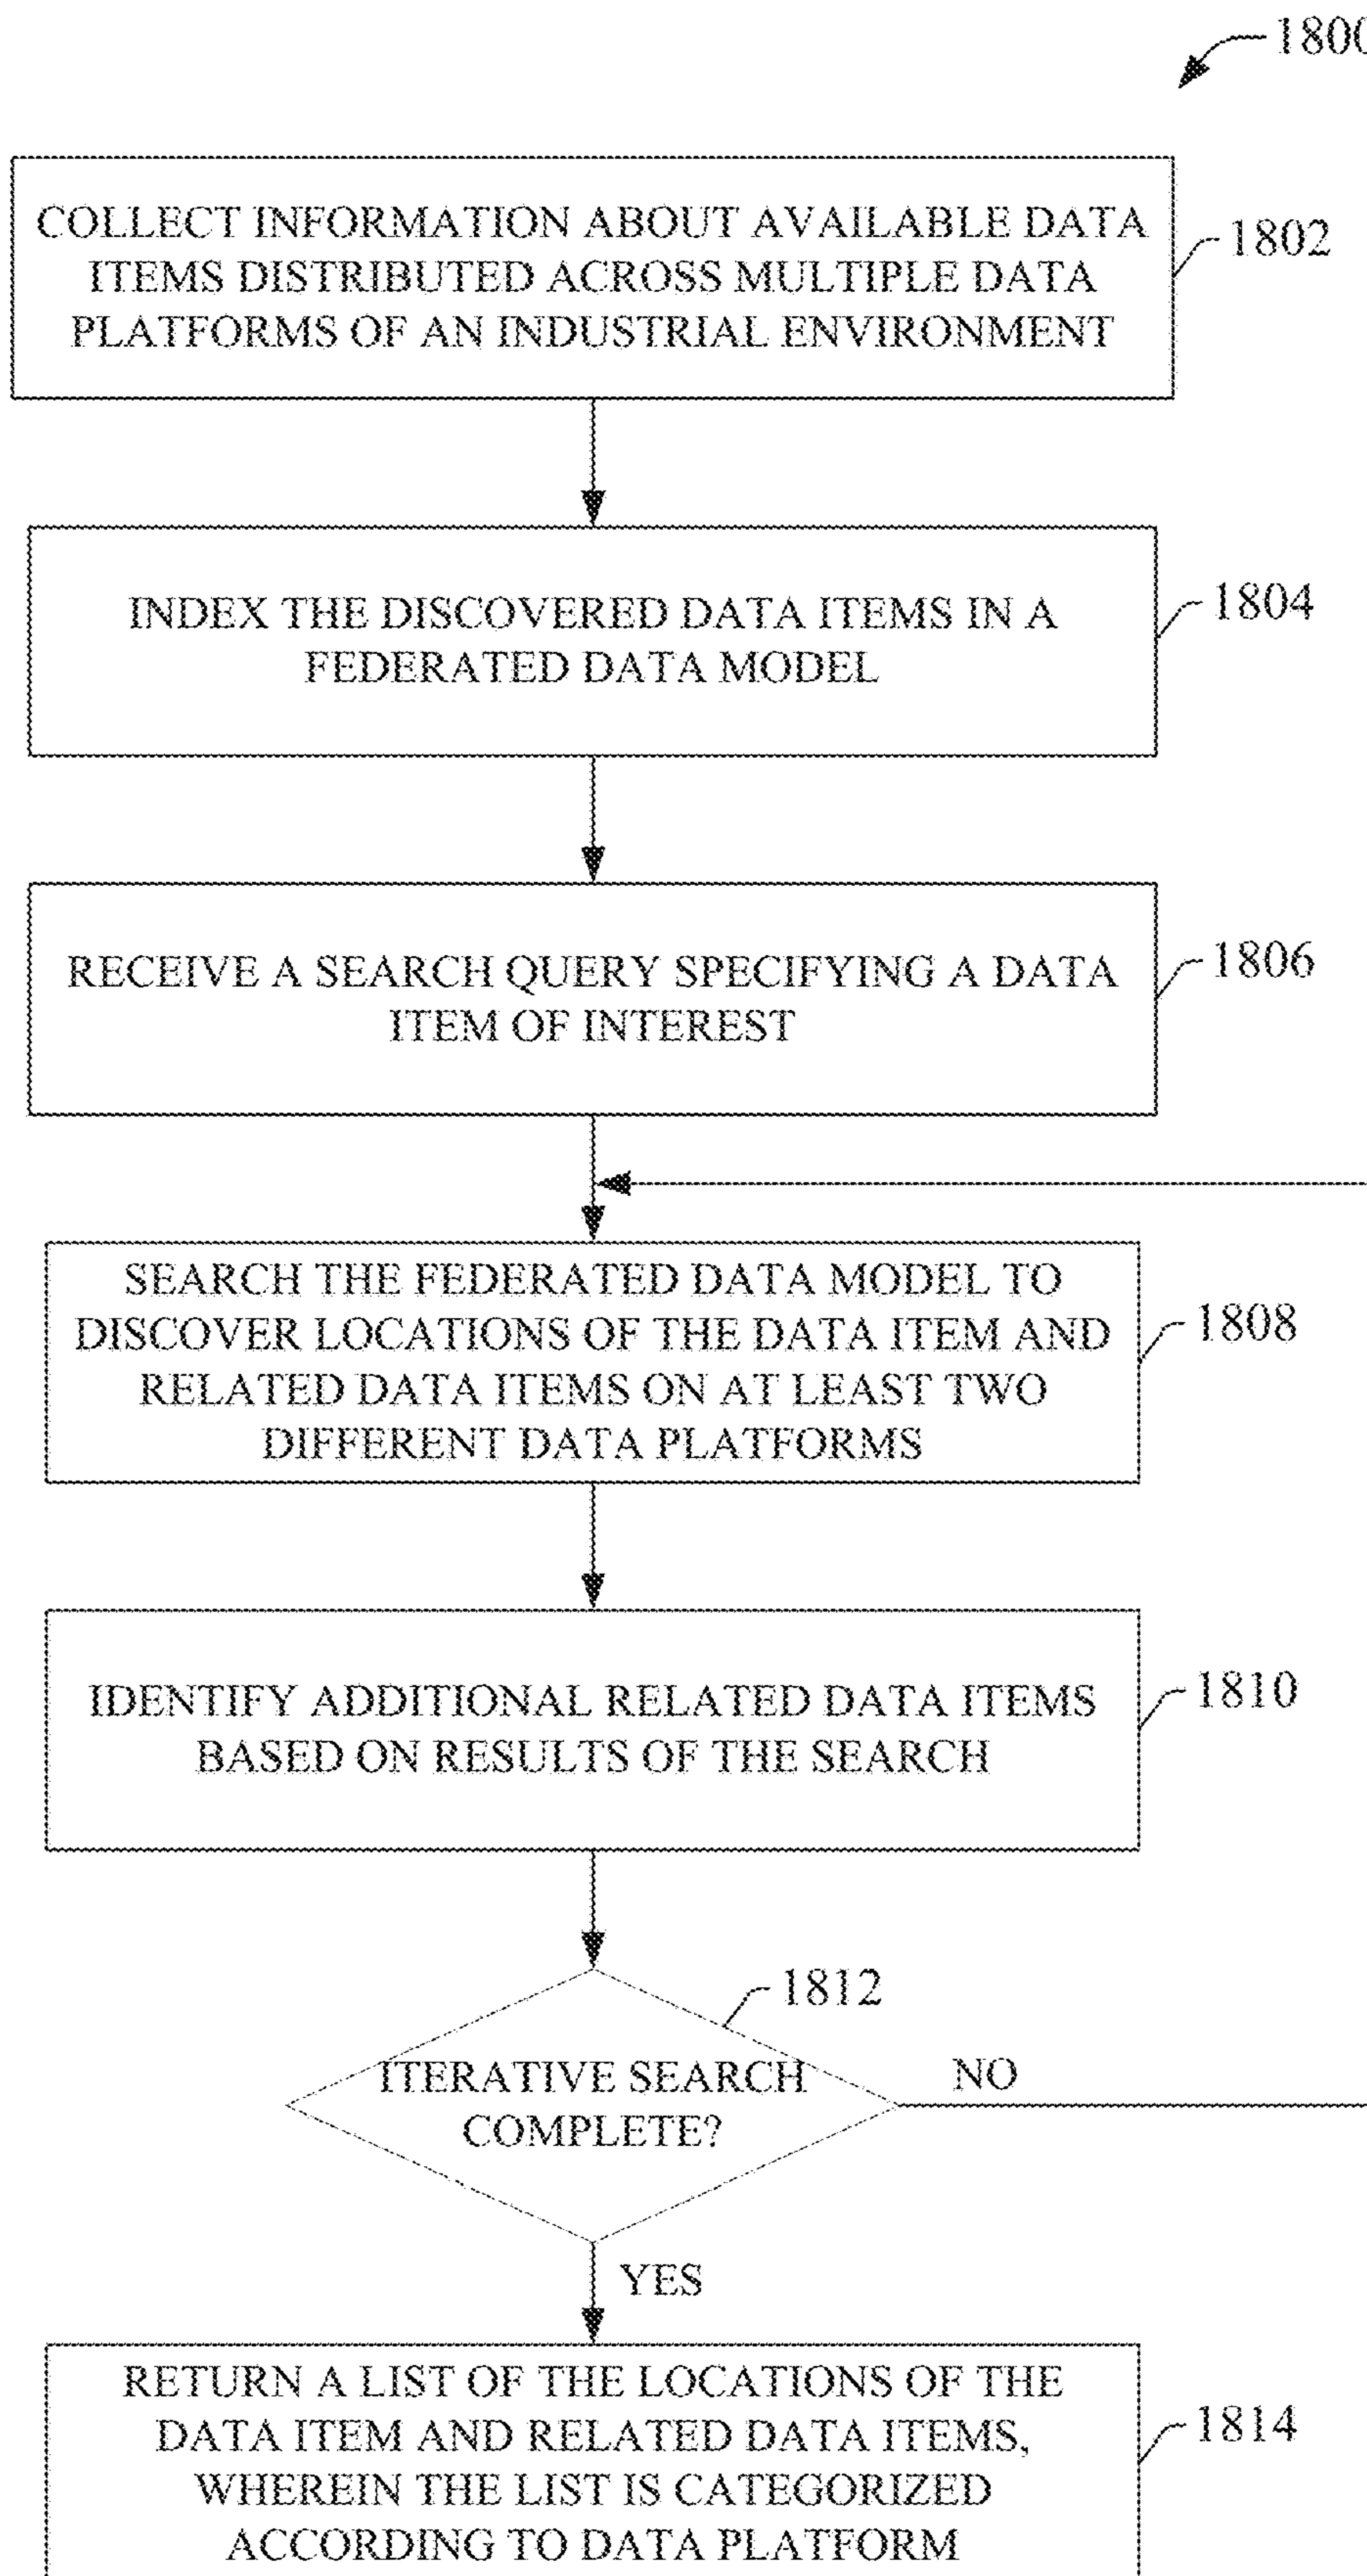 1800
COLLECT INFORMATION ABOUT AVAILABLE DATA
ITEMS DISTRIBUTED ACROSS MULTIPLE DATA
PLATFORMS OF AN INDUSTRIAL ENVIRONMENT
1802
INDEX THE DISCOVERED DATA ITEMS IN A
FEDERATED DATA MODEL
1804
RECEIVE A SEARCH QUERY SPECIFYING A DATA
ITEM OF INTEREST
1806
SEARCH THE FEDERATED DATA MODEL TO
DISCOVER LOCATIONS OF THE DATA ITEM AND
RELATED DATA ITEMS ON AT LEAST TWO
DIFFERENT DATA PLATFORMS
1808
IDENTIFY ADDITIONAL RELATED DATA ITEMS
BASED ON RESULTS OF THE SEARCH
1810
1812
ITERATIVE SEARCH
COMPLETE?
NO
YES
RETURN A LIST OF THE LOCATIONS OF THE
DATA ITEM AND RELATED DATA ITEMS,
WHEREIN THE LIST IS CATEGORIZED
ACCORDING TO DATA PLATFORM
1814